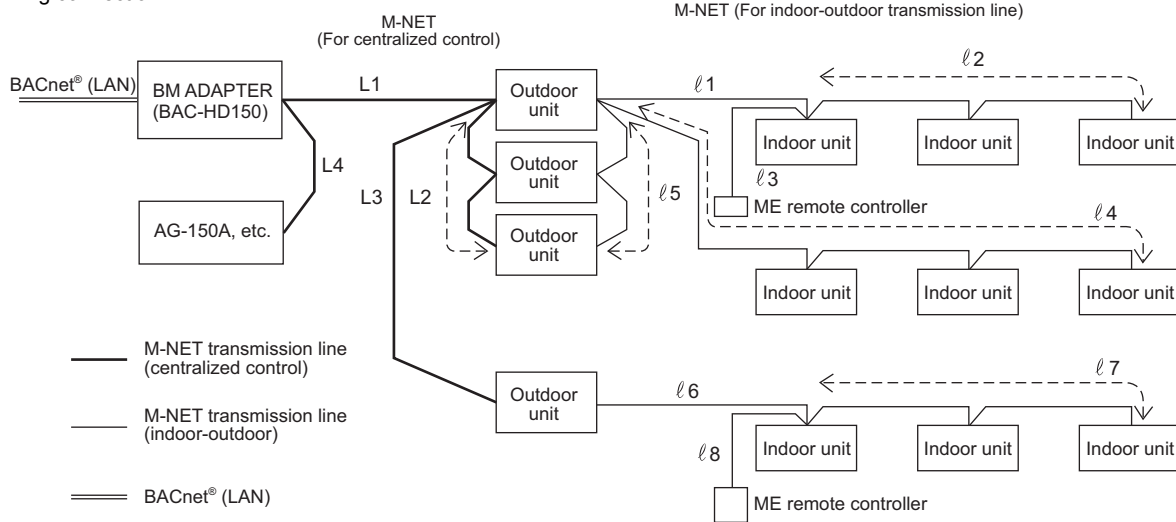 M-NET
(For centralized control)
M-NET (For indoor-outdoor transmission line)
BACnet® (LAN)
BM ADAPTER
(BAC-HD150)
L1
Outdoor
unit
ℓ1
ℓ2
Indoor unit
Indoor unit
Indoor unit
L4
L3
L2
Outdoor
unit
ℓ5
ℓ3
ME remote controller
ℓ4
AG-150A, etc.
Outdoor
unit
Indoor unit
Indoor unit
Indoor unit
M-NET transmission line
(centralized control)
Outdoor
unit
ℓ6
ℓ7
M-NET transmission line
(indoor-outdoor)
Indoor unit
Indoor unit
Indoor unit
ℓ8
BACnet® (LAN)
ME remote controller